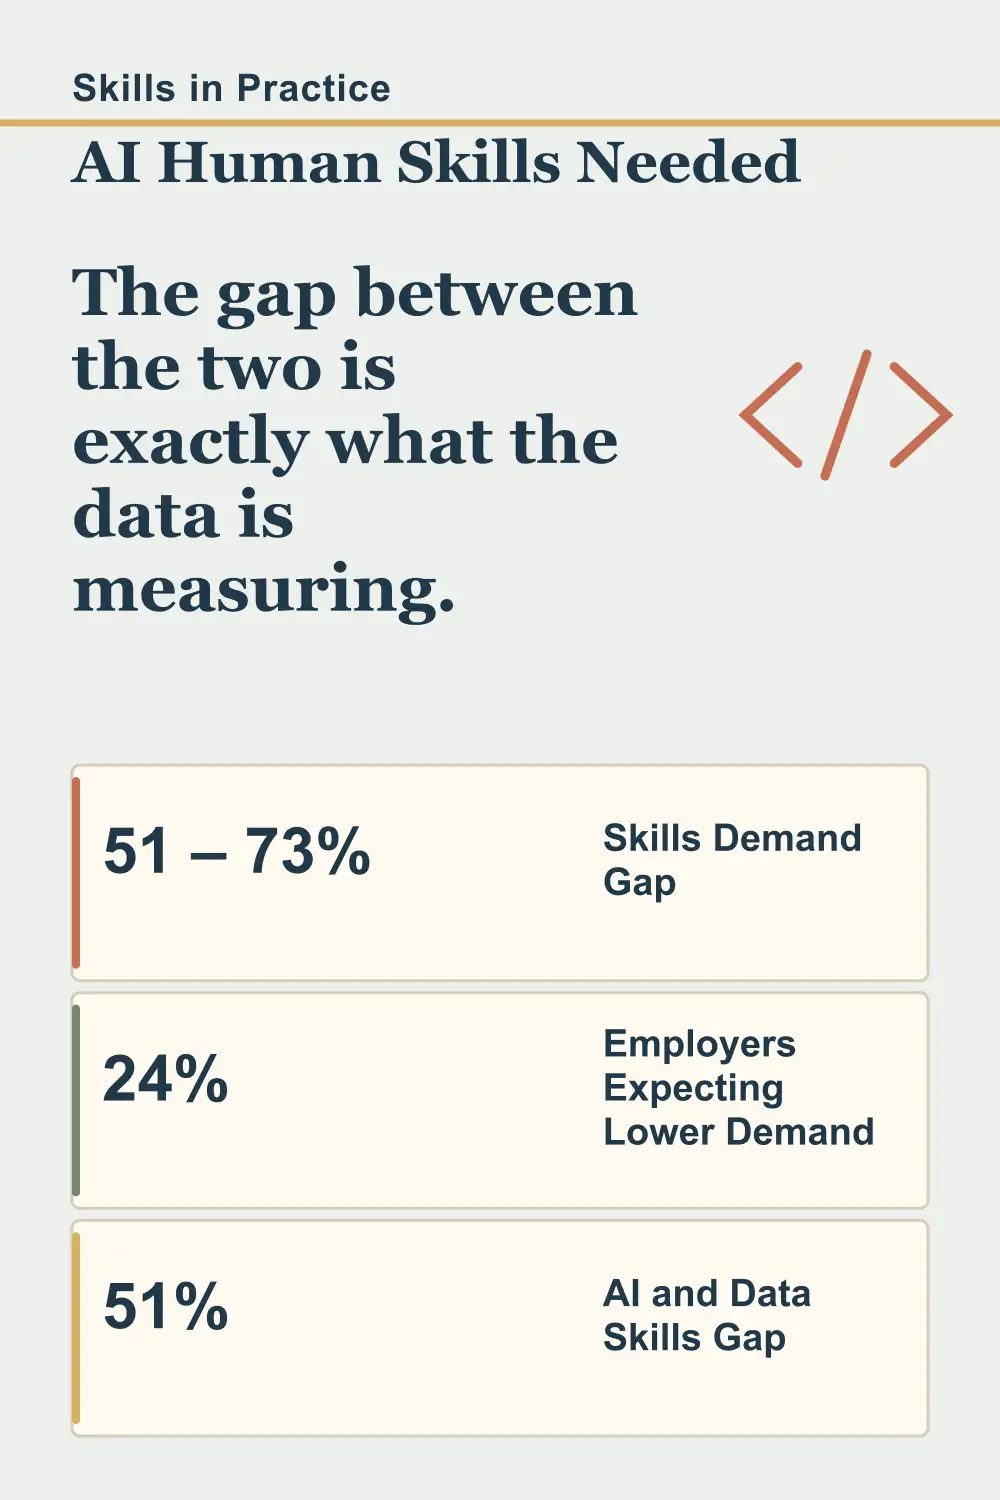 Skills in Practice
AI Human Skills Needed
The gap between
the two is
exactly what the
data is
measuring.
51 – 73%
Skills Demand
Gap
24%
Employers
Expecting
Lower Demand
51%
AI and Data
Skills Gap